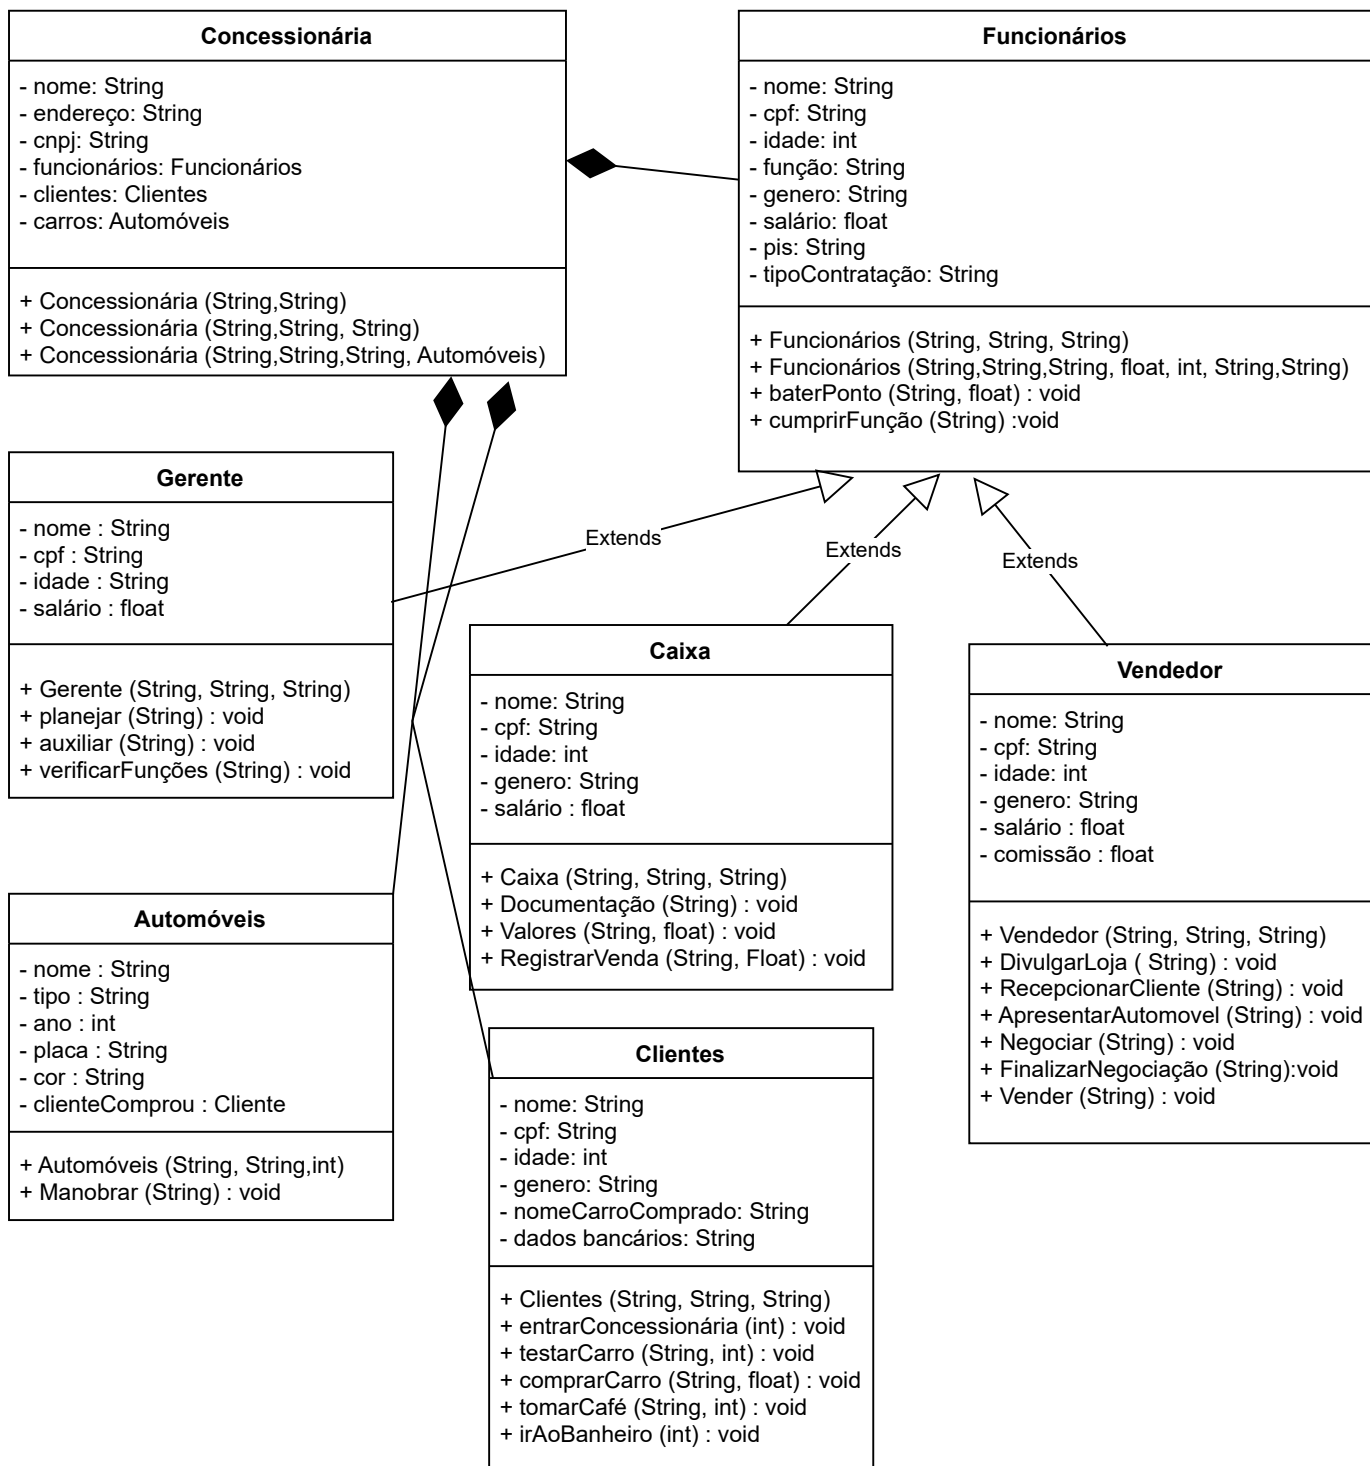 Concessionária
- nome: String
- endereço: String
- cnpj: String
- funcionários: Funcionários
- clientes: Clientes
- carros: Automóveis
+ Concessionária (String,String)
+ Concessionária (String,String, String)
+ Concessionária (String,String,String, Automóveis)
Funcionários
- nome: String
- cpf: String
- idade: int
- função: String
- genero: String
- salário: float
- pis: String
- tipoContratação: String
+ Funcionários (String, String, String)
+ Funcionários (String,String,String, float, int, String,String)
+ baterPonto (String, float) : void
+ cumprirFunção (String) :void
Gerente
- nome : String
- cpf : String
- idade : String
- salário : float
+ Gerente (String, String, String)
+ planejar (String) : void
+ auxiliar (String) : void
+ verificarFunções (String) : void
Extends
Extends
Extends
Caixa
- nome: String
- cpf: String
- idade: int
- genero: String
- salário : float
+ Caixa (String, String, String)
+ Documentação (String) : void
+ Valores (String, float) : void
+ RegistrarVenda (String, Float) : void
Vendedor
- nome: String
- cpf: String
- idade: int
- genero: String
- salário : float
- comissão : float
+ Vendedor (String, String, String)
+ DivulgarLoja ( String) : void
+ RecepcionarCliente (String) : void
+ ApresentarAutomovel (String) : void
+ Negociar (String) : void
+ FinalizarNegociação (String):void
+ Vender (String) : void
Automóveis
- nome : String
- tipo : String
- ano : int
- placa : String
- cor : String
- clienteComprou : Cliente
+ Automóveis (String, String,int)
+ Manobrar (String) : void
Clientes
- nome: String
- cpf: String
- idade: int
- genero: String
- nomeCarroComprado: String
- dados bancários: String
+ Clientes (String, String, String)
+ entrarConcessionária (int) : void
+ testarCarro (String, int) : void
+ comprarCarro (String, float) : void
+ tomarCafé (String, int) : void
+ irAoBanheiro (int) : void